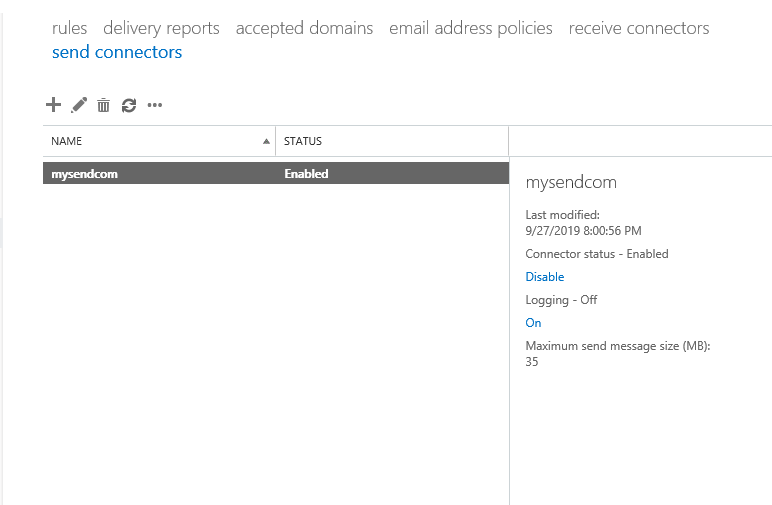 rules delivery reports accepted domains email address policies receive connectors
send connectors
NAME STATUS
mysendcom Enabled
mysendcom
Last modified:
9/27/2019 8:00:56 PM
Connector status - Enabled
Disable
Logging - Off
On
Maximum send message size (MB):
35